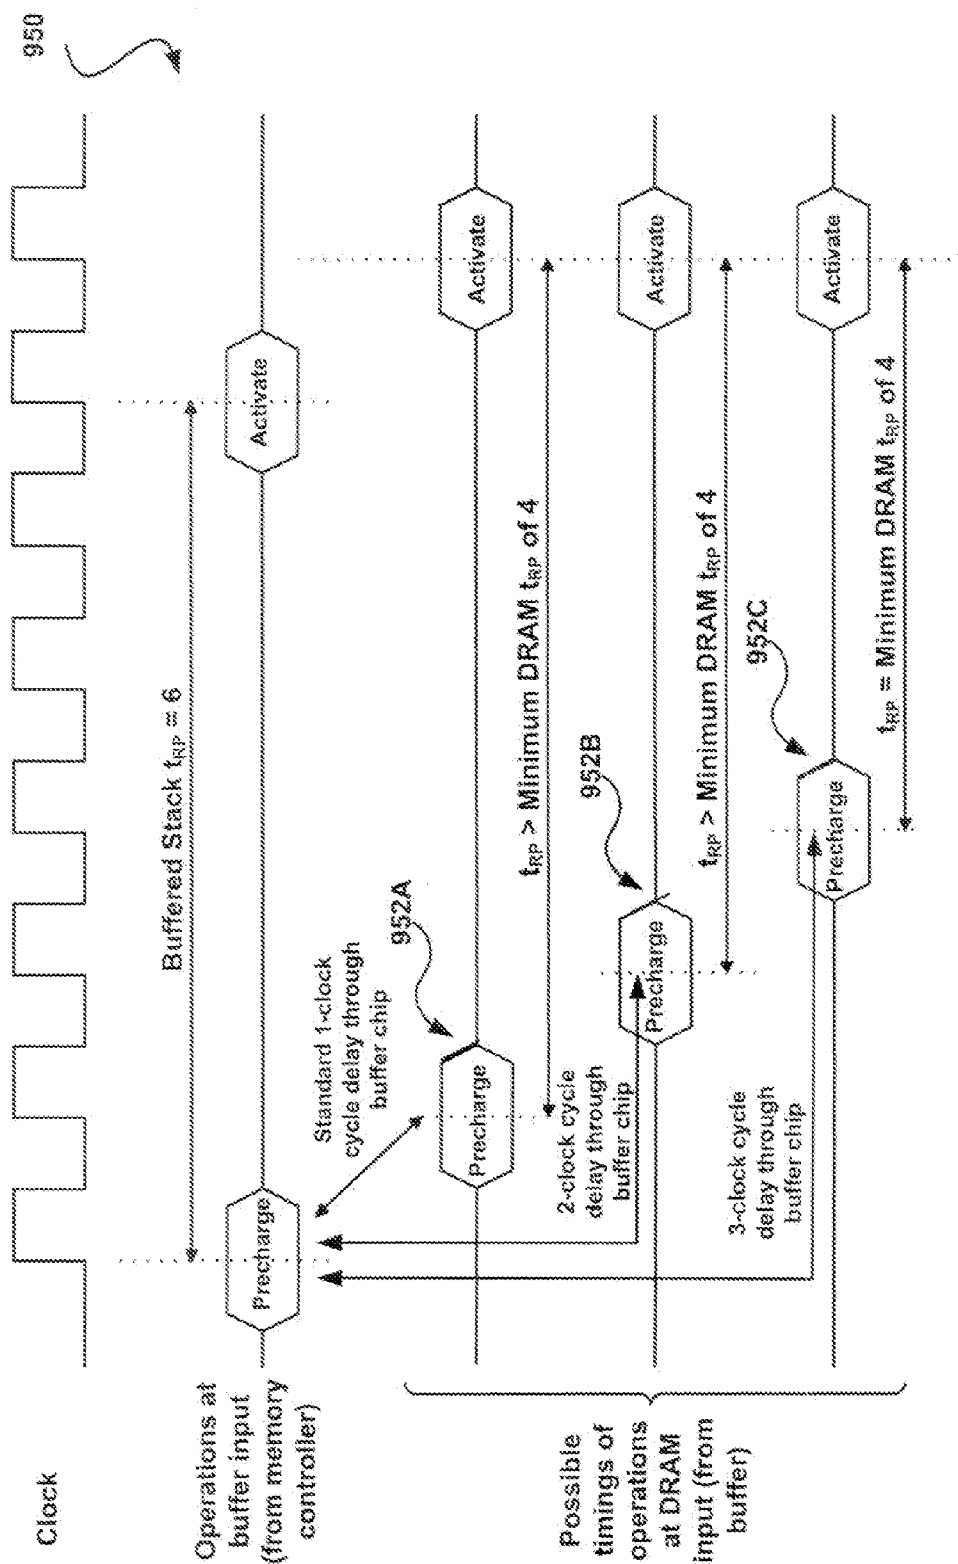 950
Clock
Operations at
buffer input
(from memory
controller)
Precharge
Buffered Stack tRP = 6
Activate
Possible
timings of
operations
at DRAM
input (from
buffer)
Standard 1-clock
cycle delay through
buffer chip
952A
Precharge
Activate
tRP > Minimum DRAM tRP of 4
2-clock cycle
delay through
buffer chip
952B
Precharge
Activate
tRP > Minimum DRAM tRP of 4
3-clock cycle
delay through
buffer chip
952C
Precharge
Activate
tRP = Minimum DRAM tRP of 4